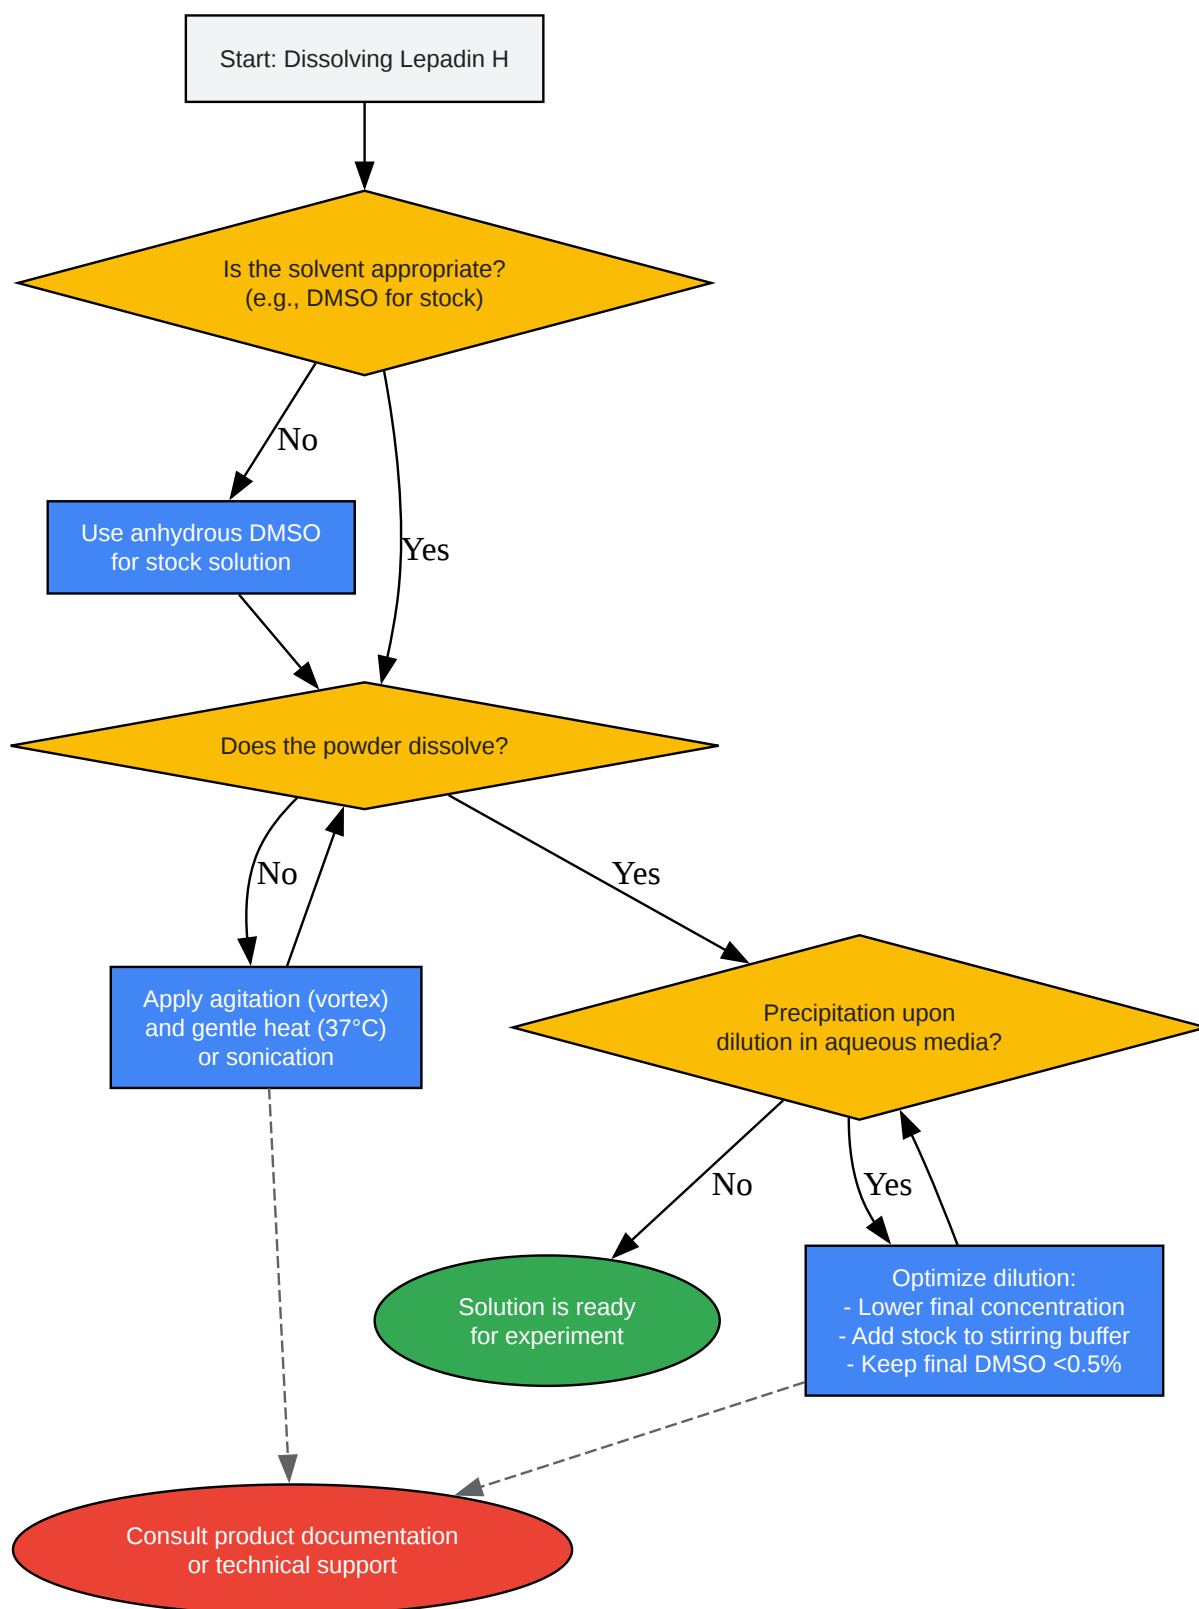 Start: Dissolving Lepadin H
Is the solvent appropriate?
(e.g., DMSO for stock)
No
Yes
Use anhydrous DMSO
for stock solution
Does the powder dissolve?
No
Yes
Apply agitation (vortex)
and gentle heat (37°C)
or sonication
Precipitation upon
dilution in aqueous media?
No
Yes
Solution is ready
for experiment
Optimize dilution:
- Lower final concentration
- Add stock to stirring buffer
- Keep final DMSO <0.5%
Consult product documentation
or technical support